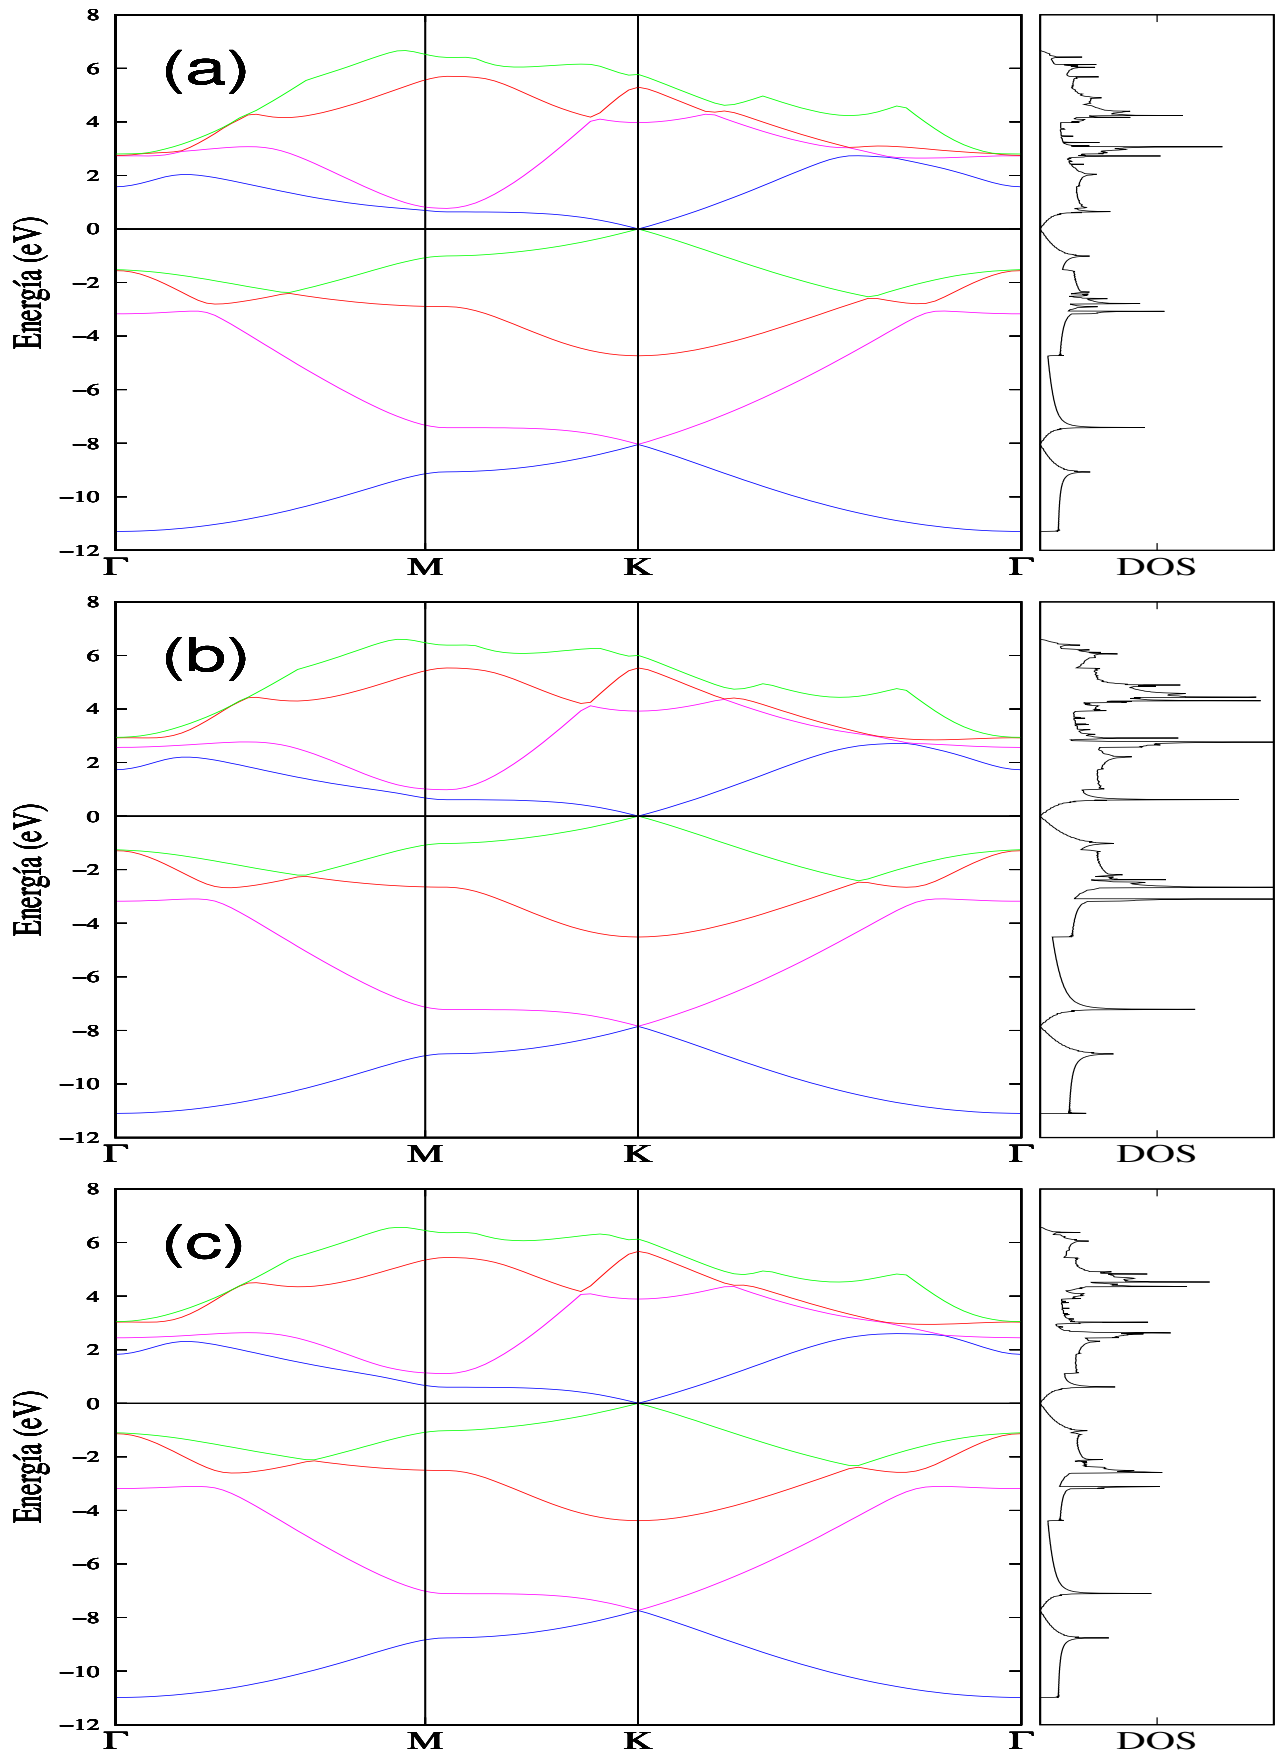 8
6
4
2
0
−2
−4
−6
−8
−10
−12
Energía (eV)
(a)
Γ M K Γ
DOS
8
6
4
2
0
−2
−4
−6
−8
−10
−12
Energía (eV)
(b)
Γ M K Γ
DOS
8
6
4
2
0
−2
−4
−6
−8
−10
−12
Energía (eV)
(c)
Γ M K Γ
DOS